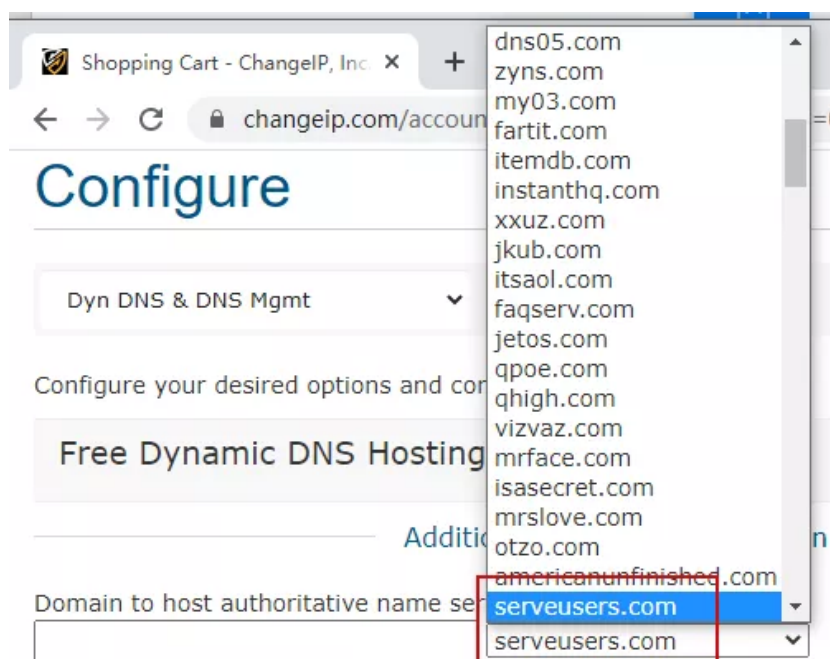 Shopping Cart - ChangeIP, Inc.
changeip.com/accoun
Configure
Dyn DNS & DNS Mgmt
Configure your desired options and con
Free Dynamic DNS Hosting
Additio
Domain to host authoritative name ser
dns05.com
zyns.com
my03.com
fartit.com
itemdb.com
instanthq.com
xxuz.com
jkub.com
itsaol.com
faqserv.com
jetos.com
qpoe.com
qhigh.com
vizvaz.com
mrface.com
isasecret.com
mrslove.com
otzo.com
americanunfinished.com
serveusers.com
serveusers.com